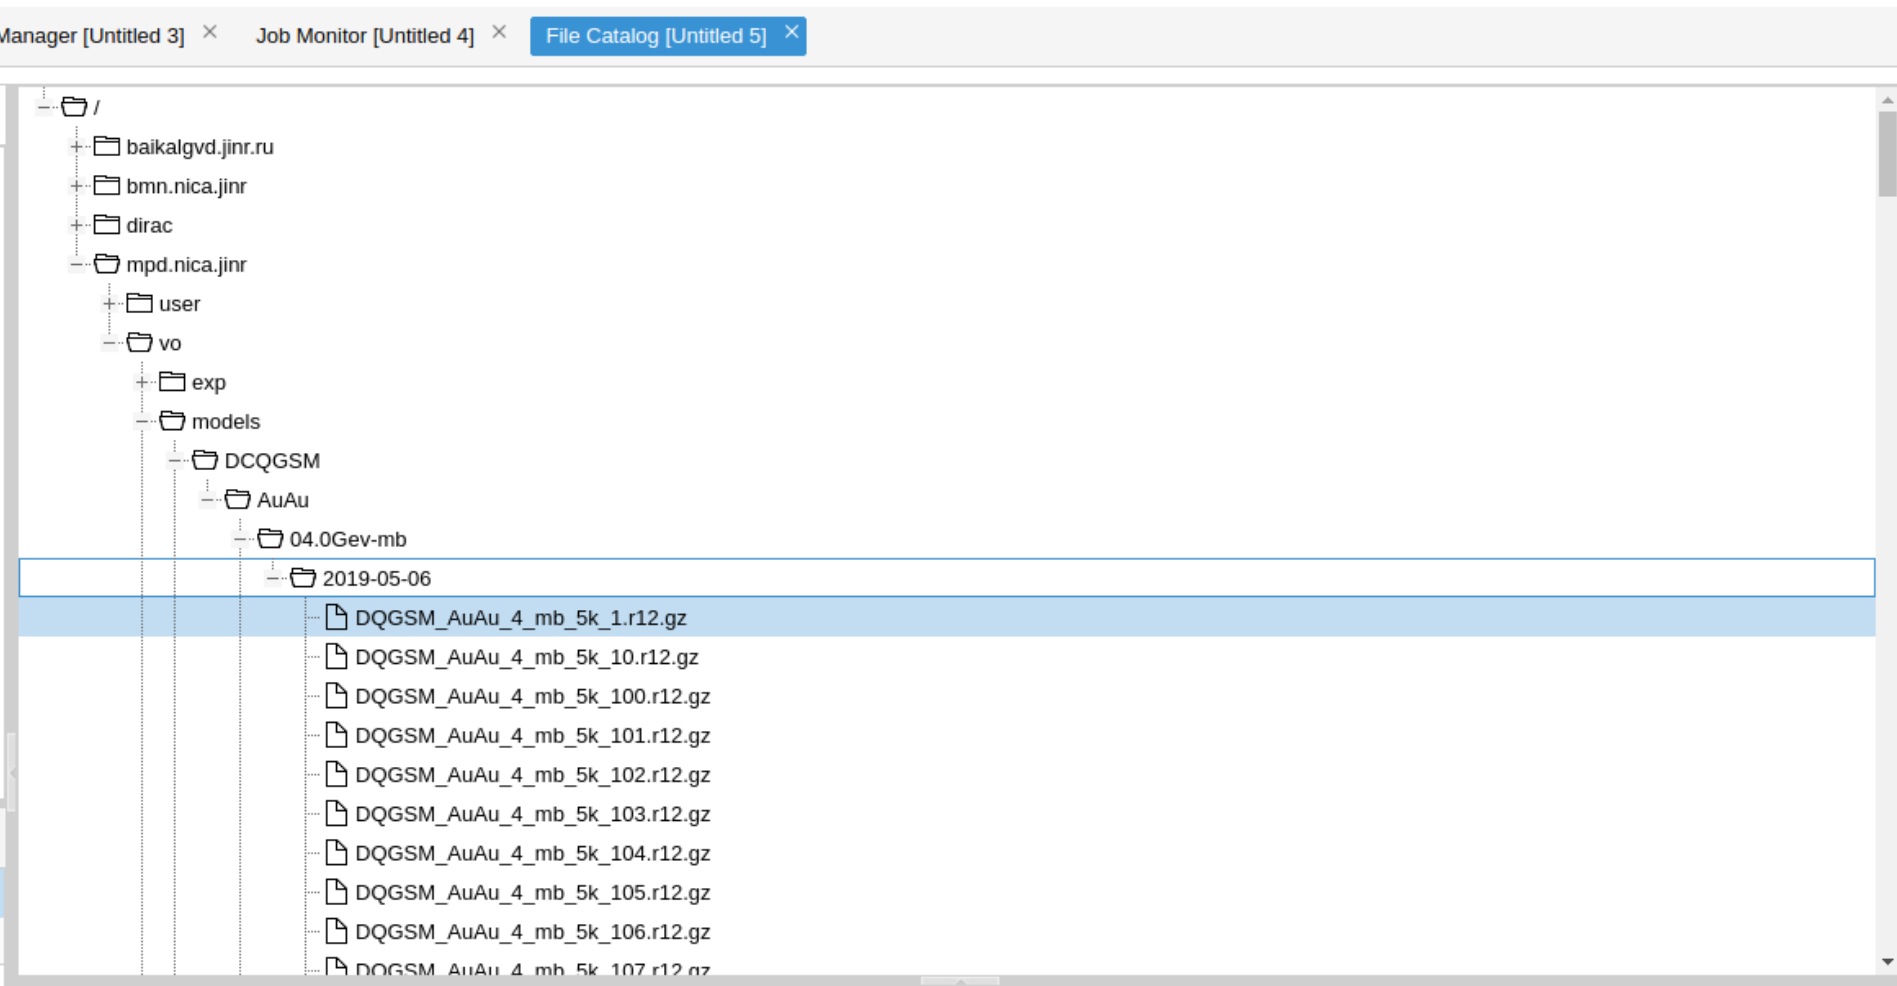 Manager [Untitled 3] Job Monitor [Untitled 4] File Catalog [Untitled 5]
/
baikalgvd.jinr.ru
bmn.nica.jinr
dirac
mpd.nica.jinr
user
vo
exp
models
DCQGSM
AuAu
04.0Gev-mb
2019-05-06
DQGSM_AuAu_4_mb_5k_1.r12.gz
DQGSM_AuAu_4_mb_5k_10.r12.gz
DQGSM_AuAu_4_mb_5k_100.r12.gz
DQGSM_AuAu_4_mb_5k_101.r12.gz
DQGSM_AuAu_4_mb_5k_102.r12.gz
DQGSM_AuAu_4_mb_5k_103.r12.gz
DQGSM_AuAu_4_mb_5k_104.r12.gz
DQGSM_AuAu_4_mb_5k_105.r12.gz
DQGSM_AuAu_4_mb_5k_106.r12.gz
DQGSM_AuAu_4_mb_5k_107.r12.gz